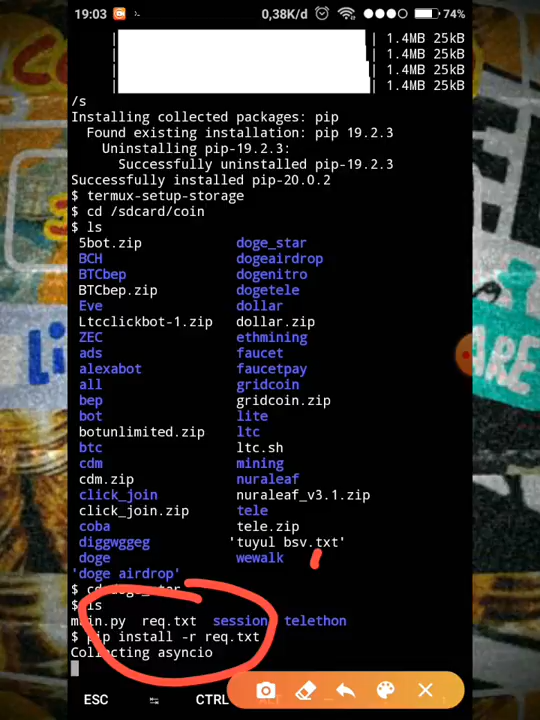 19:03 0,38K/d 74%
| | 1.4MB 25kB
| | 1.4MB 25kB
| | 1.4MB 25kB
| | 1.4MB 25kB
/s
Installing collected packages: pip
Found existing installation: pip 19.2.3
Uninstalling pip-19.2.3:
Successfully uninstalled pip-19.2.3
Successfully installed pip-20.0.2
$ termux-setup-storage
$ cd /sdcard/coin
$ ls
5bot.zip doge_star
BCH dogeairdrop
BTCbep dogenitro
BTCbep.zip dogetele
Eve dollar
Ltcclickbot-1.zip dollar.zip
ZEC ethmining
ads faucet
alexabot faucetpay
all gridcoin
bep gridcoin.zip
bot lite
botunlimited.zip ltc
btc ltc.sh
cdm mining
cdm.zip nuraleaf
click_join nuraleaf_v3.1.zip
click_join.zip tele
coba tele.zip
diggwggeg 'tuyul bsv.txt'
doge wewalk
'doge airdrop'
$ cd doge_star
$ ls
main.py req.txt session telethon
$ pip install -r req.txt
Collecting asyncio
ESC CTRL